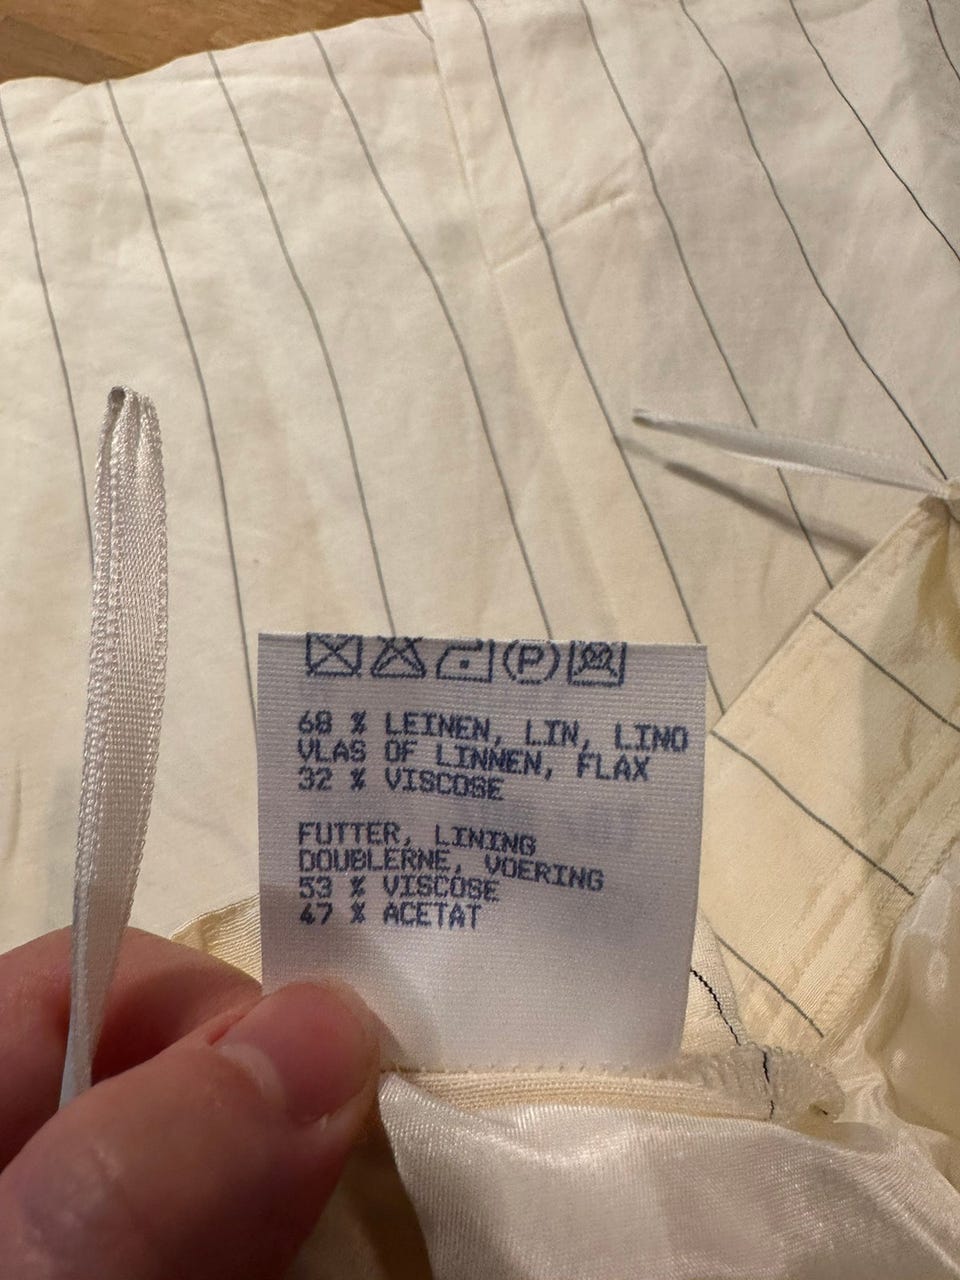 P
68 % LEINEN, LIN, LINO
VLAS OF LINNEN, FLAX
32 % VISCOSE
FUTTER, LINING
DOUBLERNE, VOERING
53 % VISCOSE
47 % ACETAT